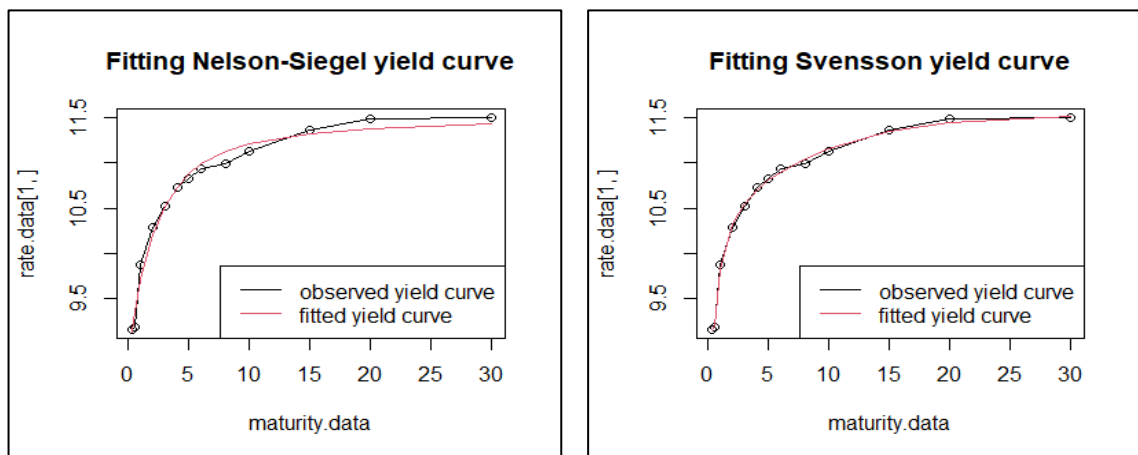 Fitting Nelson-Siegel yield curve
rate.data[1,]
11.5
10.5
9.5
observed yield curve
fitted yield curve
0 5 10 15 20 25 30
maturity.data
Fitting Svensson yield curve
rate.data[1,]
11.5
10.5
9.5
observed yield curve
fitted yield curve
0 5 10 15 20 25 30
maturity.data